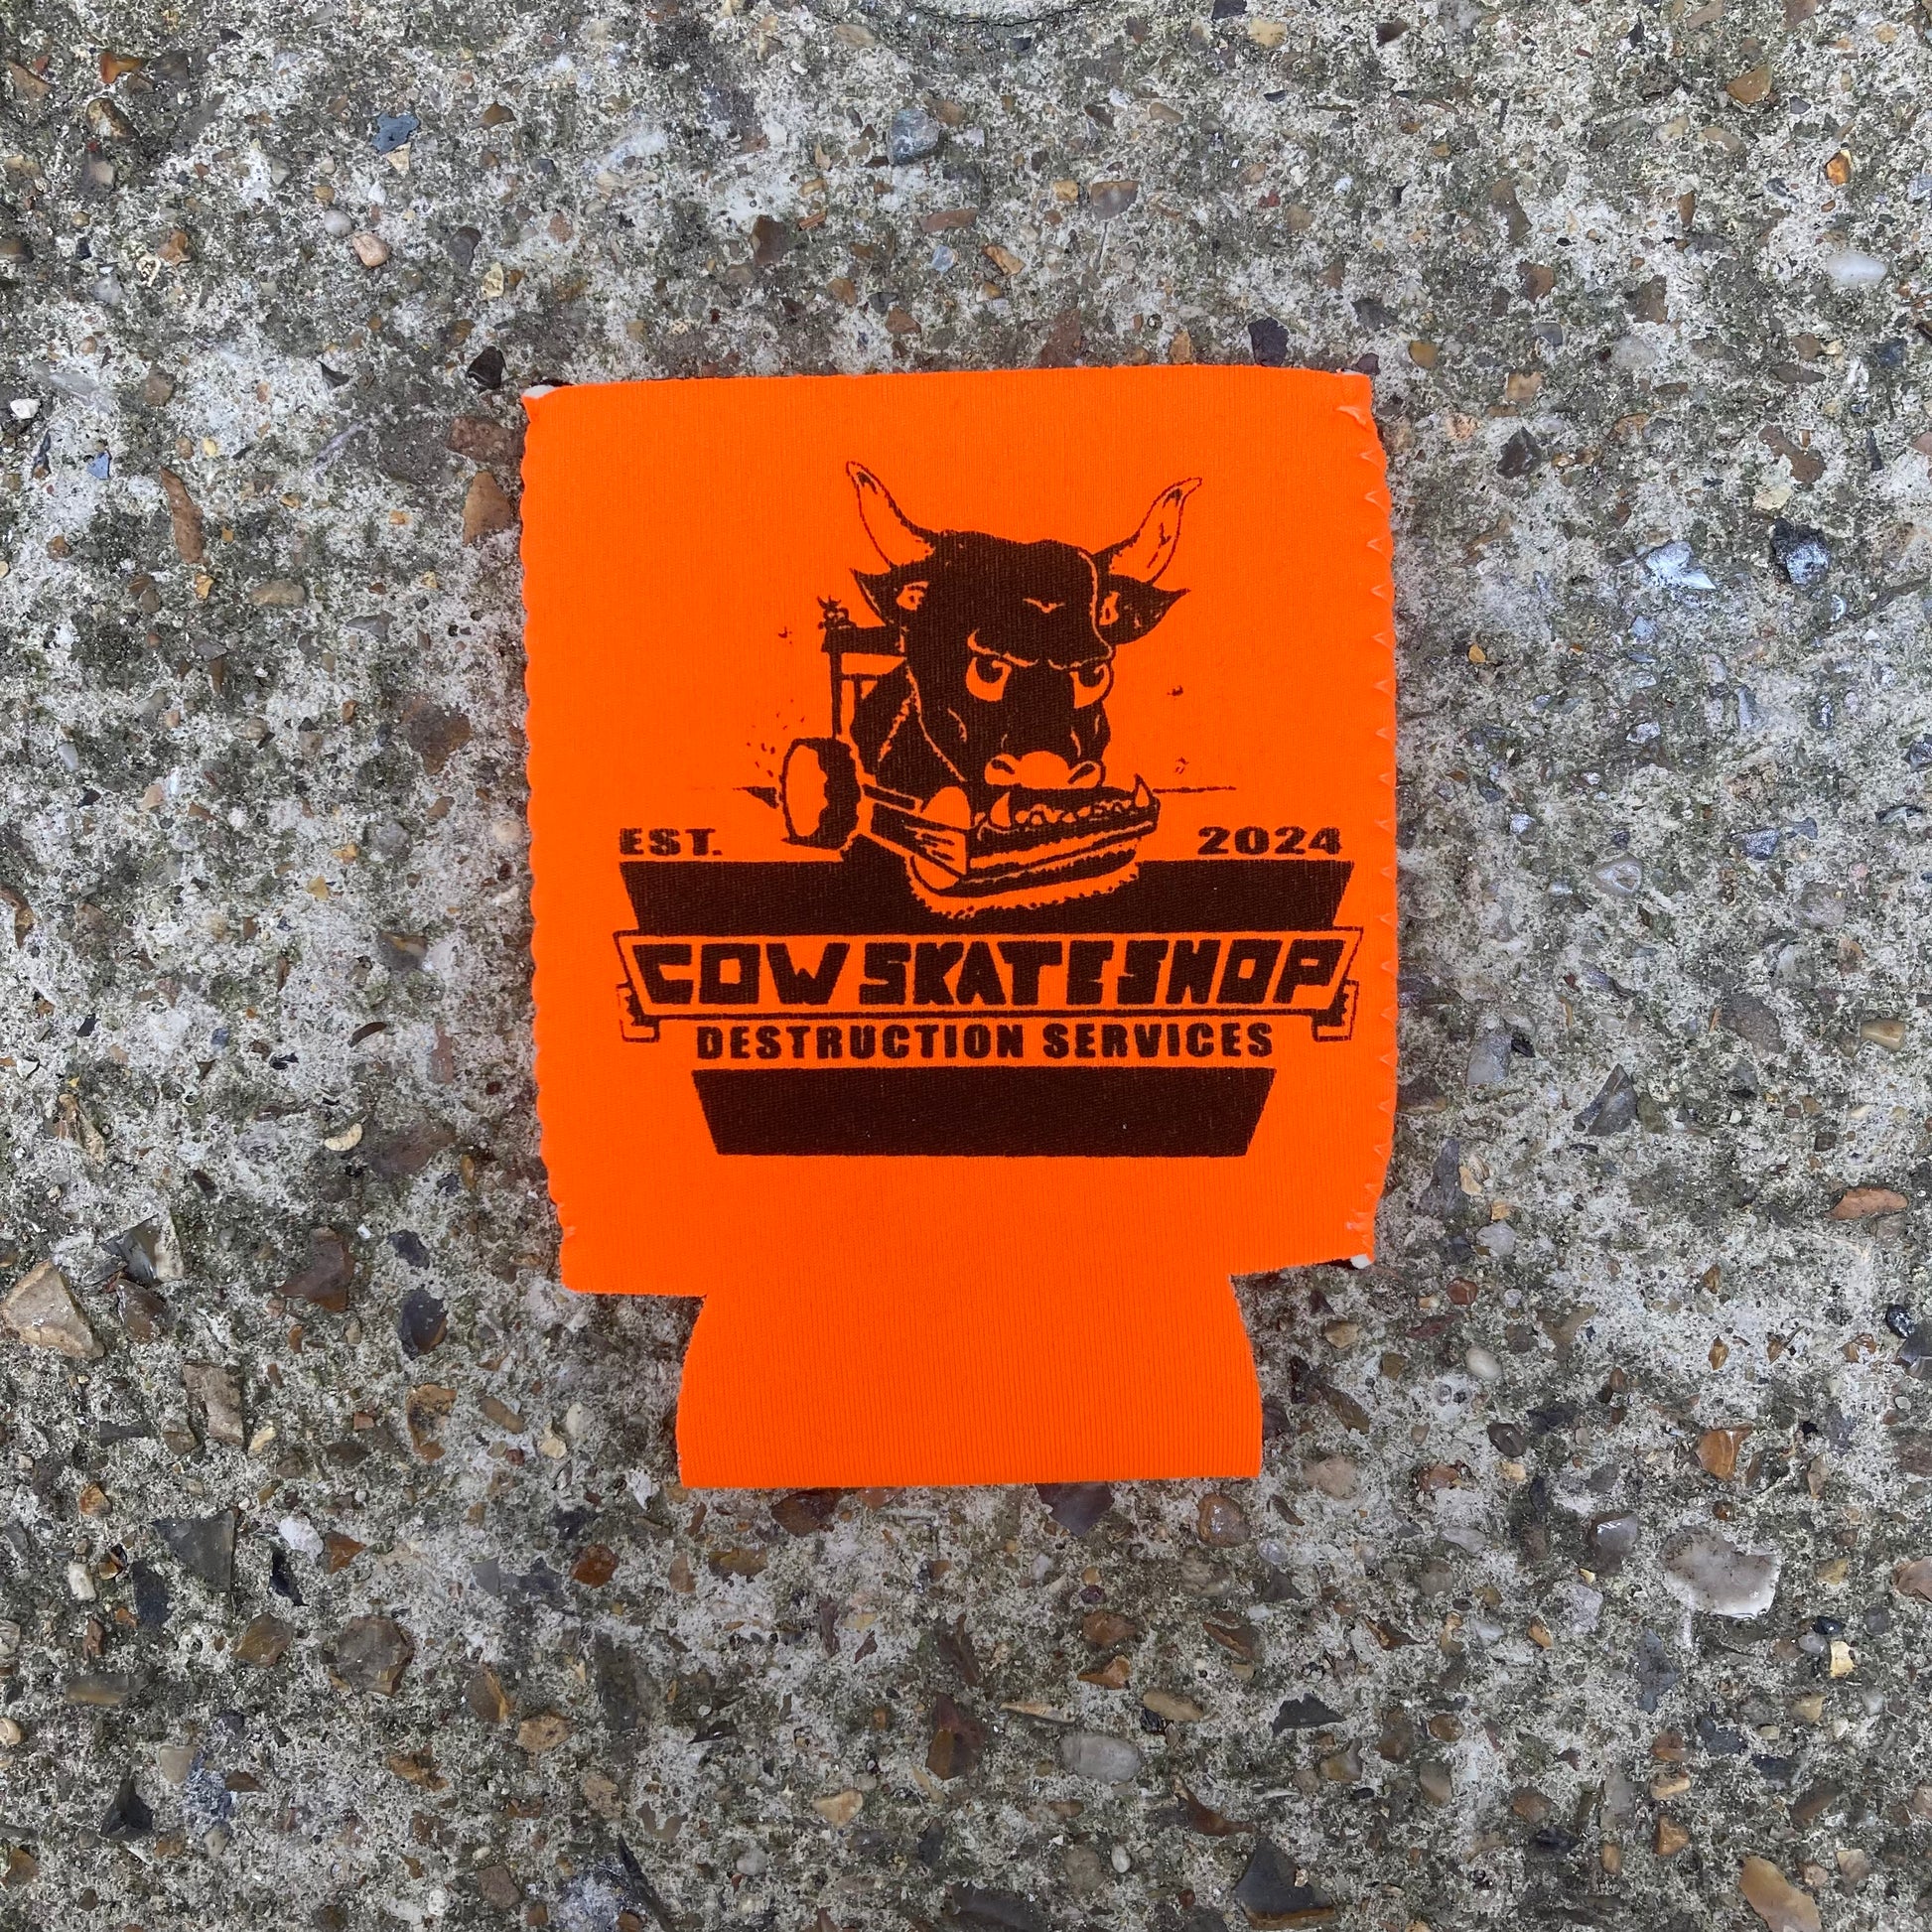 EST. 2024
COW SKATESHOP
DESTRUCTION SERVICES